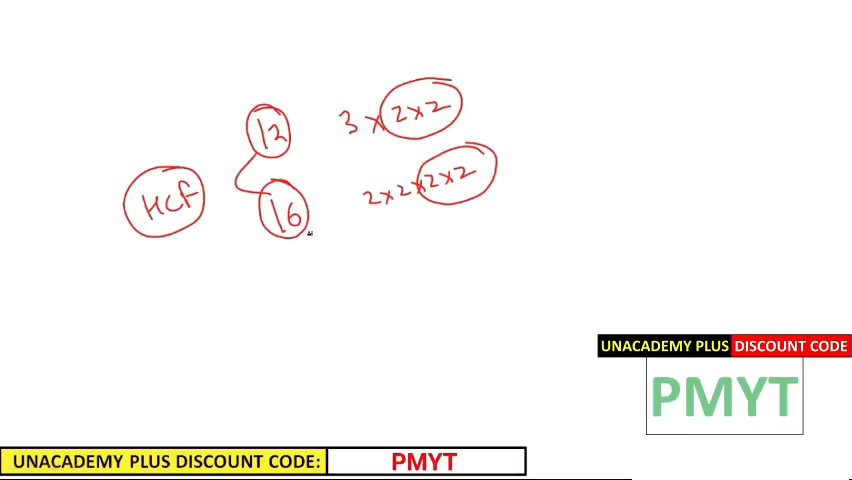 12 3 × 2 × 2
HCF
16 2 × 2 × 2 × 2
UNACADEMY PLUS DISCOUNT CODE
PMYT
UNACADEMY PLUS DISCOUNT CODE: PMYT